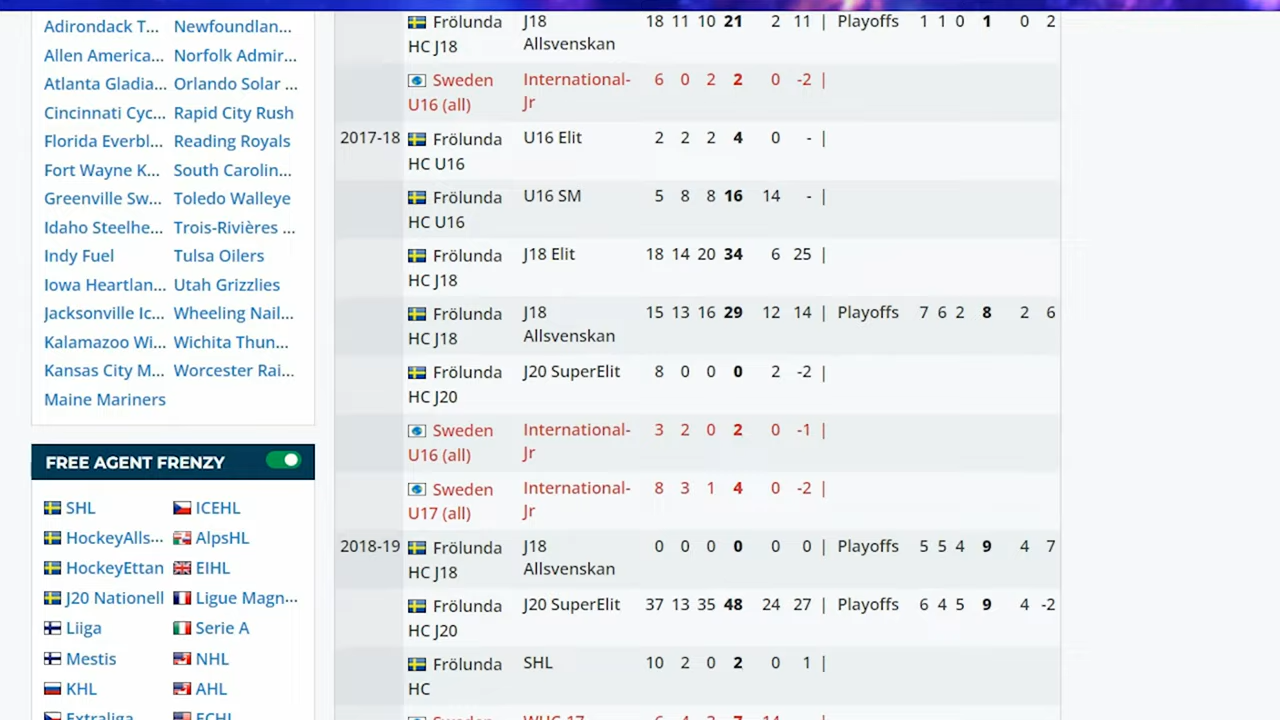 Adirondack T... Newfoundlan...
Allen America... Norfolk Admir...
Atlanta Gladia... Orlando Solar ...
Cincinnati Cyc... Rapid City Rush
Florida Everbl... Reading Royals
Fort Wayne K... South Carolin...
Greenville Sw... Toledo Walleye
Idaho Steelhe... Trois-Rivières ...
Indy Fuel Tulsa Oilers
Iowa Heartlan... Utah Grizzlies
Jacksonville Ic... Wheeling Nail...
Kalamazoo Wi... Wichita Thun...
Kansas City M... Worcester Rai...
Maine Mariners
FREE AGENT FRENZY
SHL ICEHL
HockeyAlls... AlpsHL
HockeyEttan EIHL
J20 Nationell Ligue Magn...
Liiga Serie A
Mestis NHL
KHL AHL
Extraliga ECHL
Frölunda J18 18 11 10 21 2 11 | Playoffs 1 1 0 1 0 2
HC J18 Allsvenskan
Sweden International- 6 0 2 2 0 -2 |
U16 (all) Jr
2017-18 Frölunda U16 Elit 2 2 2 4 0 - |
HC U16
Frölunda U16 SM 5 8 8 16 14 - |
HC U16
Frölunda J18 Elit 18 14 20 34 6 25 |
HC J18
Frölunda J18 15 13 16 29 12 14 | Playoffs 7 6 2 8 2 6
HC J18 Allsvenskan
Frölunda J20 SuperElit 8 0 0 0 2 -2 |
HC J20
Sweden International- 3 2 0 2 0 -1 |
U16 (all) Jr
Sweden International- 8 3 1 4 0 -2 |
U17 (all) Jr
2018-19 Frölunda J18 0 0 0 0 0 0 | Playoffs 5 5 4 9 4 7
HC J18 Allsvenskan
Frölunda J20 SuperElit 37 13 35 48 24 27 | Playoffs 6 4 5 9 4 -2
HC J20
Frölunda SHL 10 2 0 2 0 1 |
HC
Sweden WHC-17